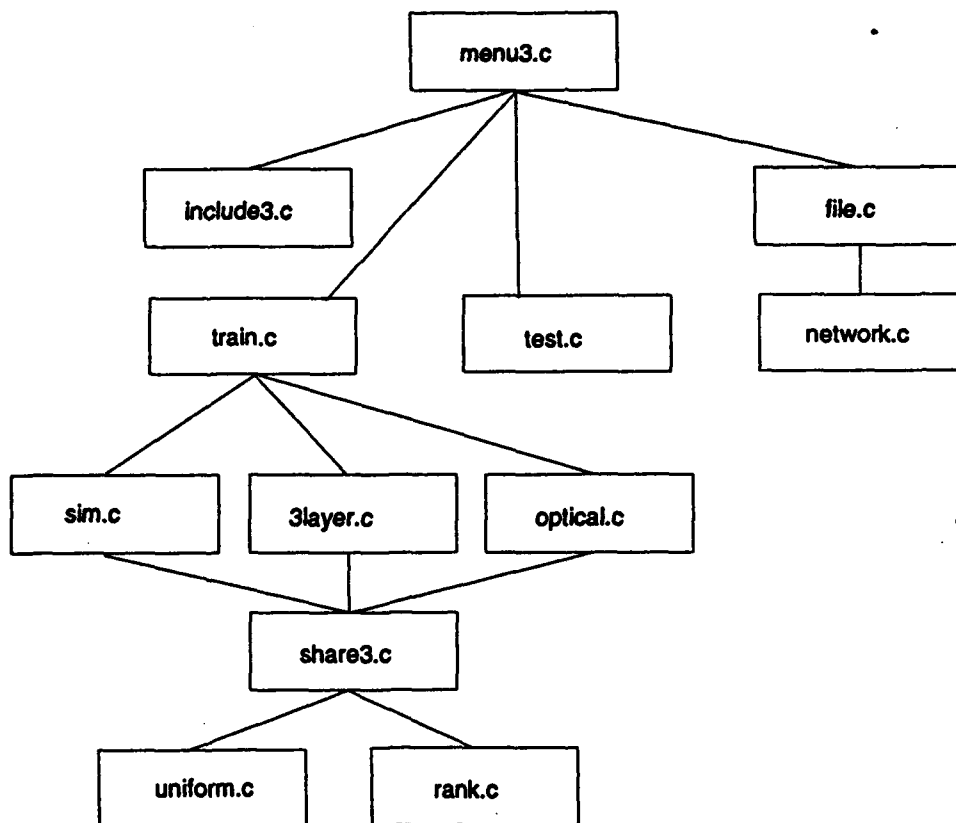 menu3.c
include3.c
file.c
train.c
test.c
network.c
sim.c
3layer.c
optical.c
share3.c
uniform.c
rank.c